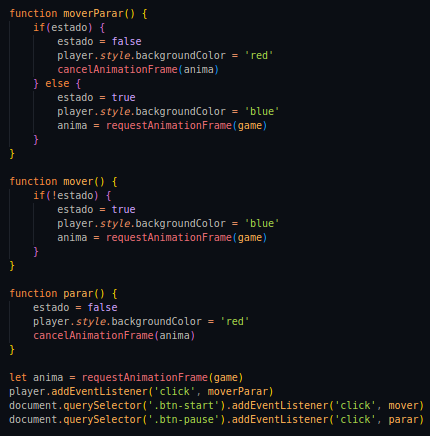 function moverParar() {
    if(estado) {
        estado = false
        player.style.backgroundColor = 'red'
        cancelAnimationFrame(anima)
    } else {
        estado = true
        player.style.backgroundColor = 'blue'
        anima = requestAnimationFrame(game)
    }
}

function mover() {
    if(!estado) {
        estado = true
        player.style.backgroundColor = 'blue'
        anima = requestAnimationFrame(game)
    }
}

function parar() {
    estado = false
    player.style.backgroundColor = 'red'
    cancelAnimationFrame(anima)
}

let anima = requestAnimationFrame(game)
player.addEventListener('click', moverParar)
document.querySelector('.btn-start').addEventListener('click', mover)
document.querySelector('.btn-pause').addEventListener('click', parar)